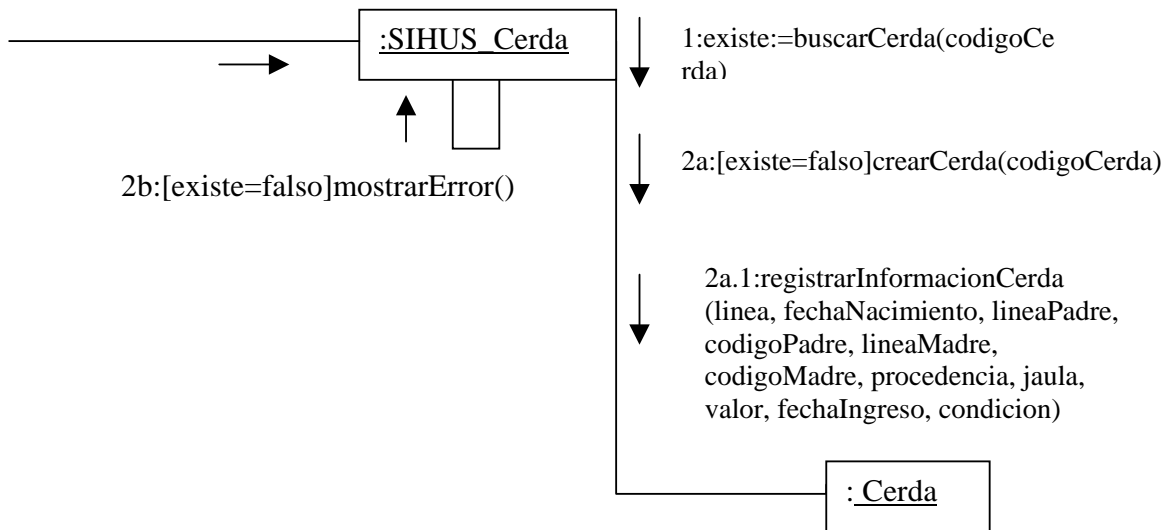 :SIHUS_Cerda
1:existe:=buscarCerda(codigoCe
rda)
2a:[existe=falso]crearCerda(codigoCerda)
2b:[existe=falso]mostrarError()
2a.1:registrarInformacionCerda
(linea, fechaNacimiento, lineaPadre,
codigoPadre, lineaMadre,
codigoMadre, procedencia, jaula,
valor, fechaIngreso, condicion)
: Cerda